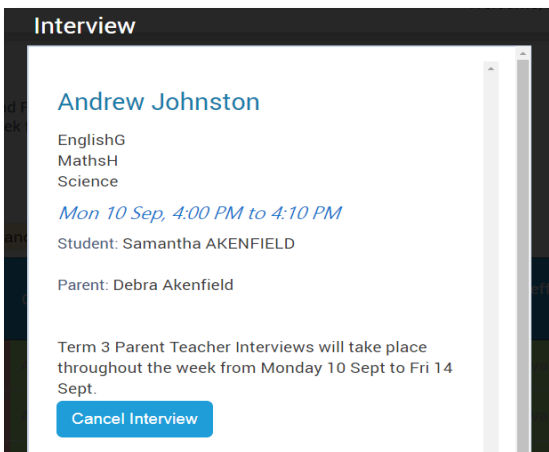 Interview
Andrew Johnston
EnglishG
MathsH
Science
Mon 10 Sep, 4:00 PM to 4:10 PM
Student: Samantha AKENFIELD
Parent: Debra Akenfield
Term 3 Parent Teacher Interviews will take place
throughout the week from Monday 10 Sept to Fri 14
Sept.
Cancel Interview